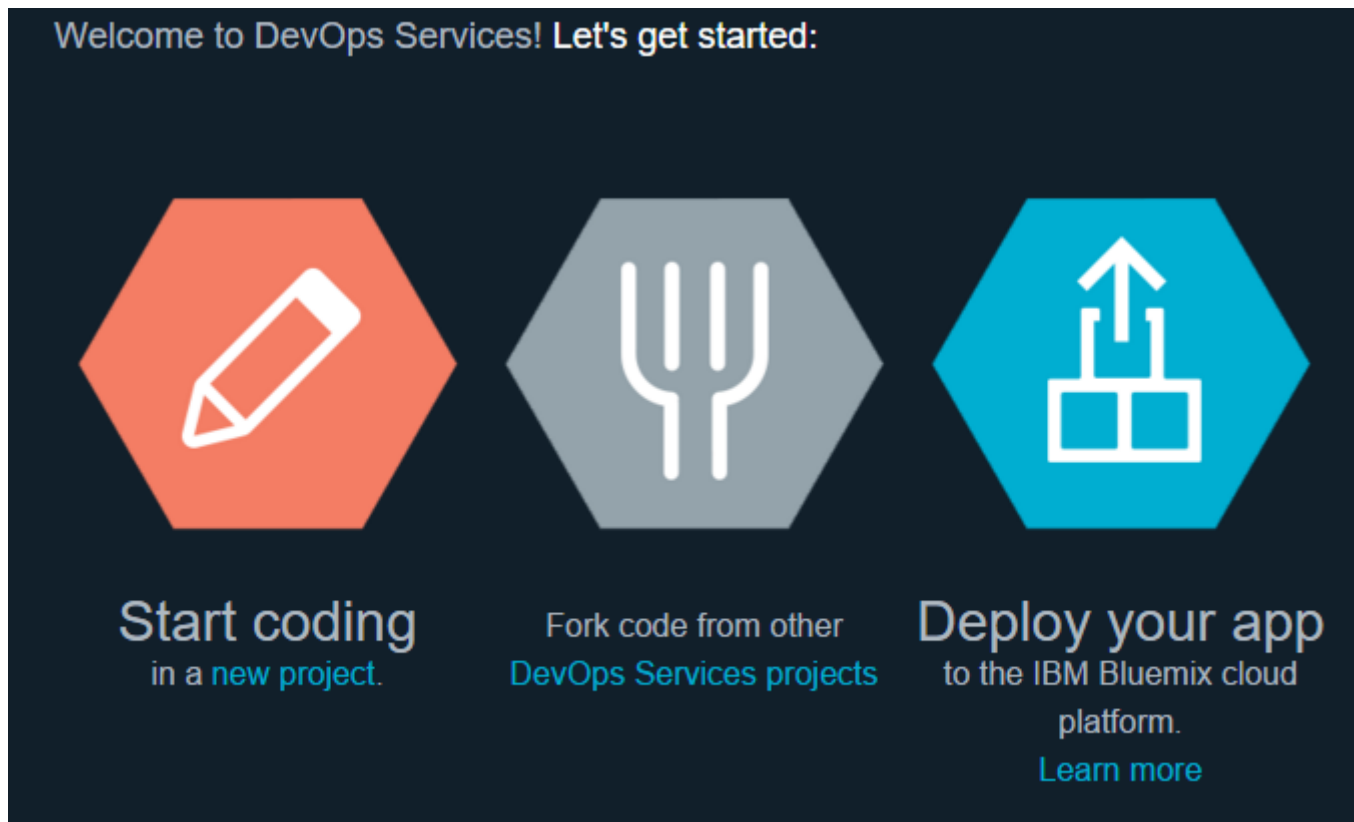 Welcome to DevOps Services! Let's get started:
Start coding
in a new project.
Fork code from other
DevOps Services projects
Deploy your app
to the IBM Bluemix cloud
platform.
Learn more